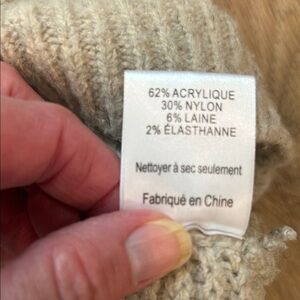 62% ACRYLIQUE
30% NYLON
6% LAINE
2% ÉLASTHANNE
Nettoyer à sec seulement
Fabriqué en Chine